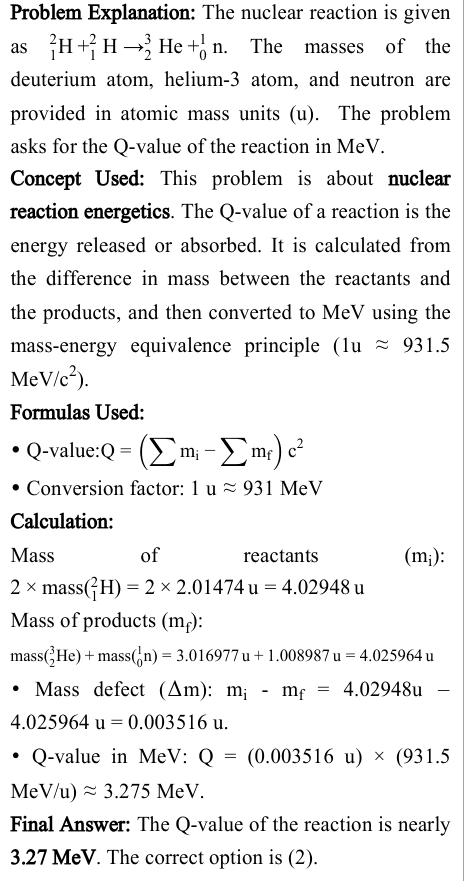 Problem Explanation: The nuclear reaction is given
as ²₁H +²₁ H →³₂ He +¹₀ n. The masses of the
deuterium atom, helium-3 atom, and neutron are
provided in atomic mass units (u). The problem
asks for the Q-value of the reaction in MeV.
Concept Used: This problem is about nuclear
reaction energetics. The Q-value of a reaction is the
energy released or absorbed. It is calculated from
the difference in mass between the reactants and
the products, and then converted to MeV using the
mass-energy equivalence principle (1u ≈ 931.5
MeV/c²).
Formulas Used:
• Q-value:Q = (∑ mᵢ − ∑ m_f) c²
• Conversion factor: 1 u ≈ 931 MeV
Calculation:
Mass of reactants (mᵢ):
2 × mass(²₁H) = 2 × 2.01474 u = 4.02948 u
Mass of products (m_f):
mass(³₂He) + mass(¹₀n) = 3.016977 u + 1.008987 u = 4.025964 u
• Mass defect (Δm): mᵢ - m_f = 4.02948u −
4.025964 u = 0.003516 u.
• Q-value in MeV: Q = (0.003516 u) × (931.5
MeV/u) ≈ 3.275 MeV.
Final Answer: The Q-value of the reaction is nearly
3.27 MeV. The correct option is (2).